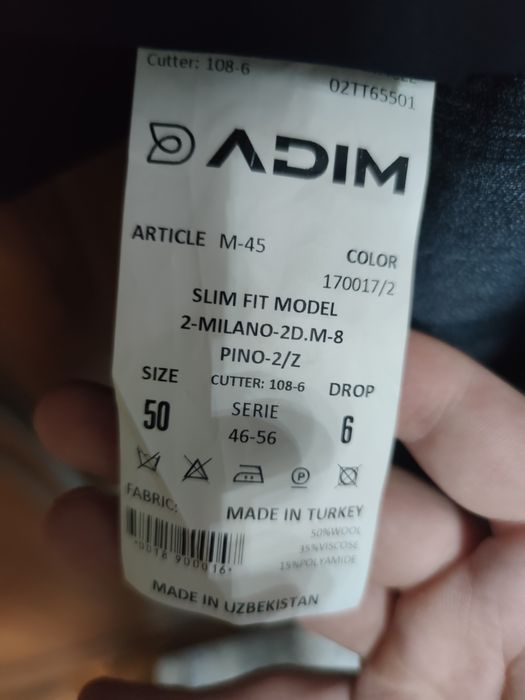 Cutter: 108-6
02TT65501
ADIM
ARTICLE M-45
COLOR
170017/2
SLIM FIT MODEL
2-MILANO-2D.M-8
PINO-2/Z
SIZE
CUTTER: 108-6
DROP
50
SERIE
46-56
6
P
FABRIC:
MADE IN TURKEY
50%WOOL
35%VISCOSE
15%POLYAMIDE
*0016 900016*
MADE IN UZBEKISTAN